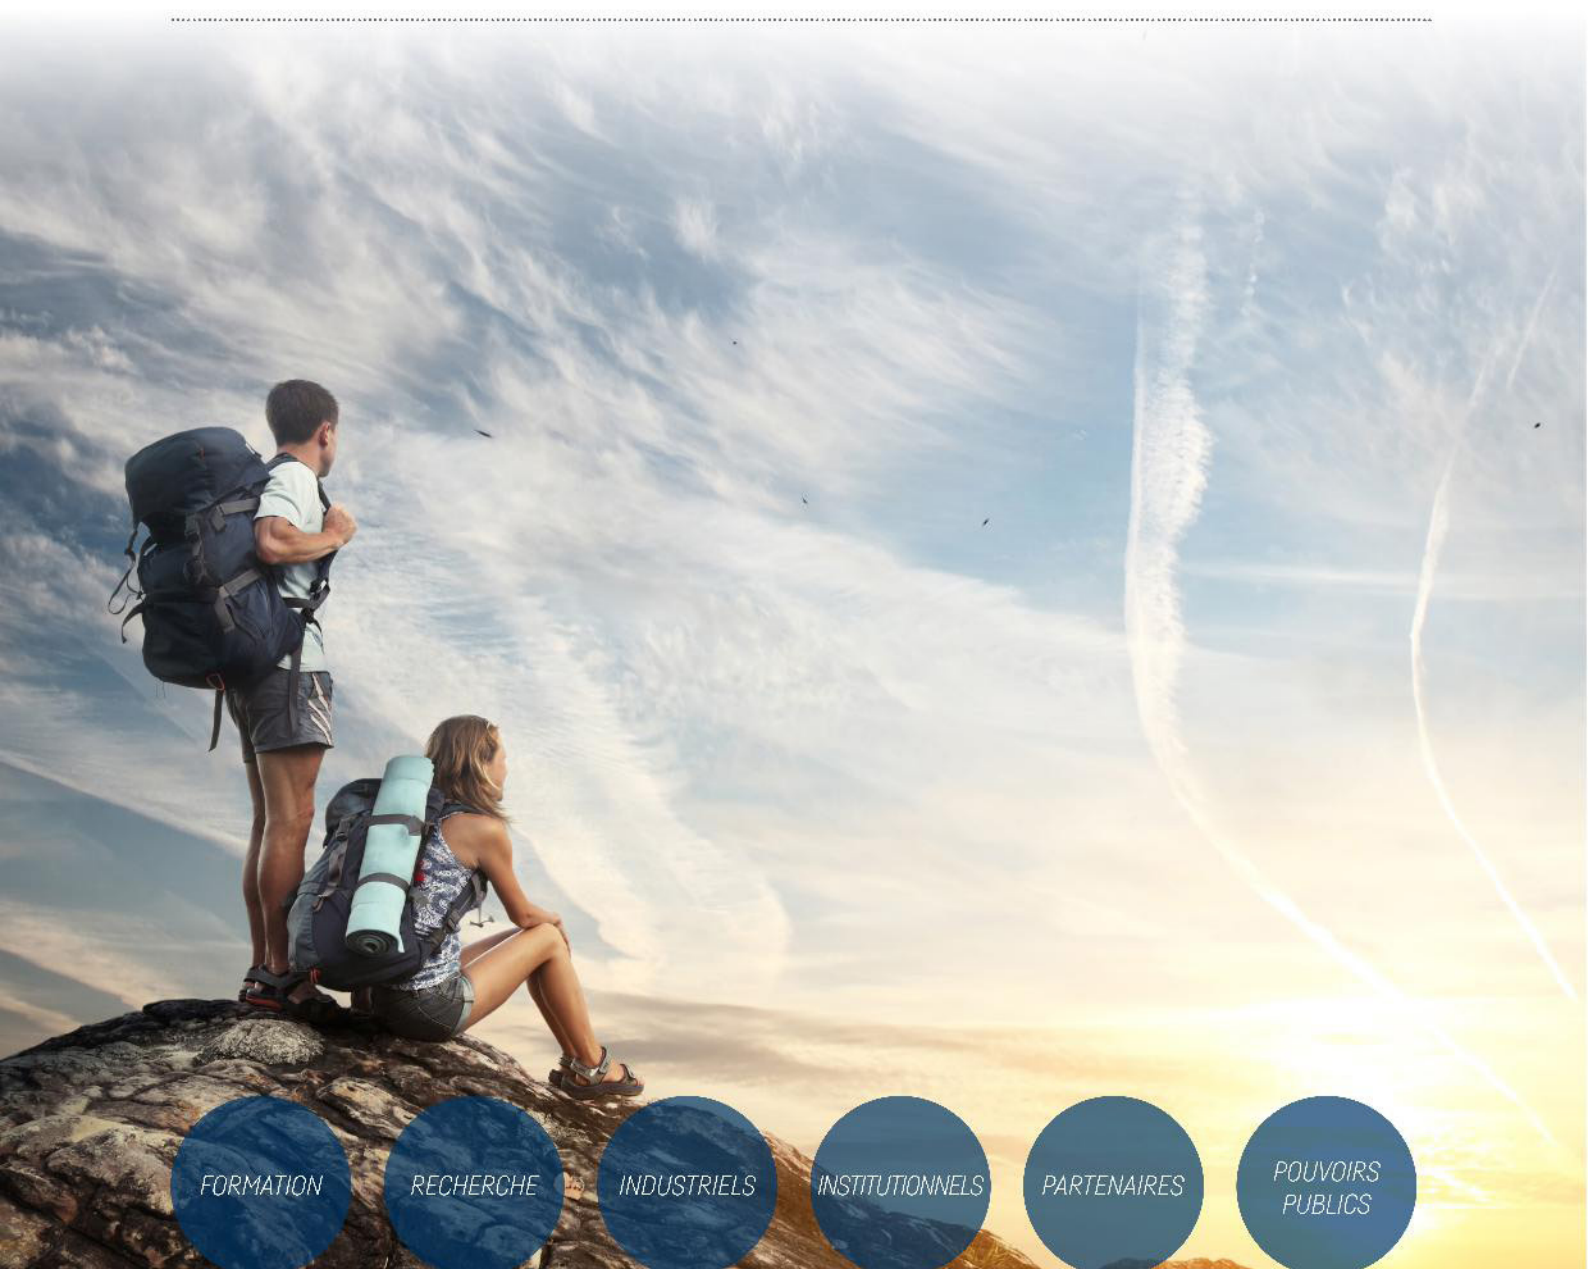 FORMATION
RECHERCHE
INDUSTRIELS
INSTITUTIONNELS
PARTENAIRES
POUVOIRS
PUBLICS